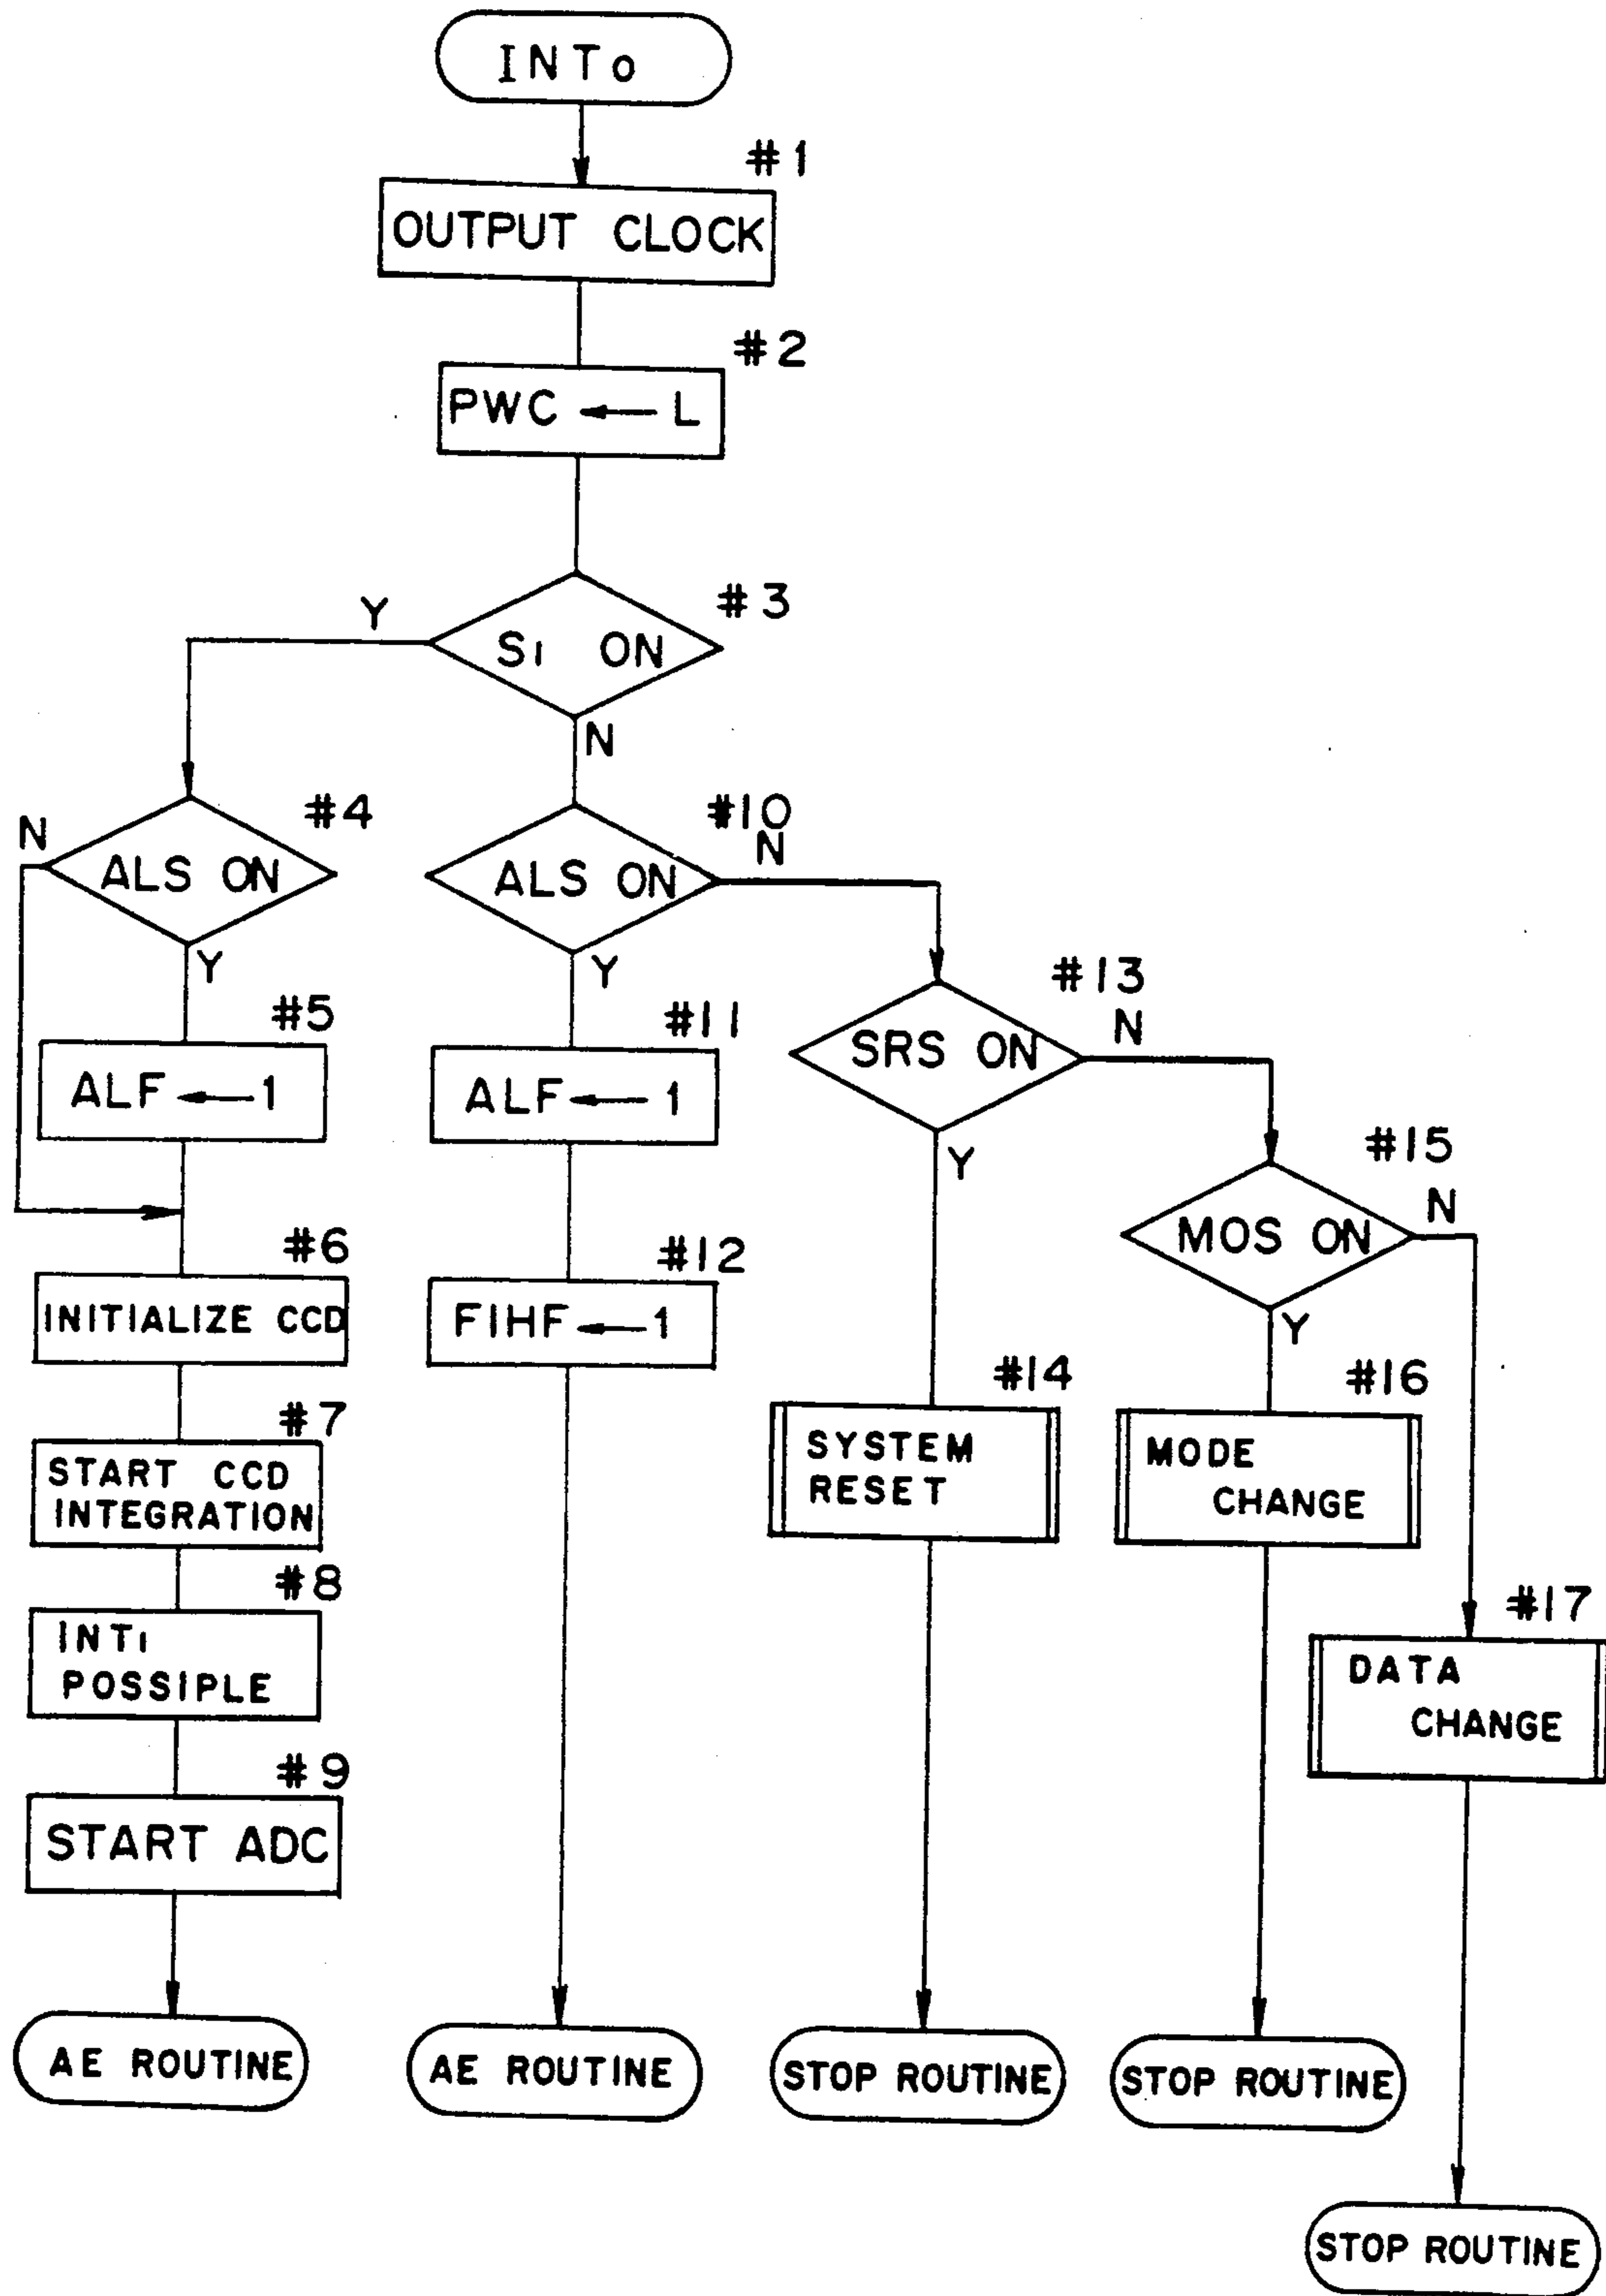 INT0
#1
OUTPUT CLOCK
#2
PWC ← L
#3
Y
S1 ON
N
#4
N
ALS ON
Y
#5
ALF ← 1
#6
INITIALIZE CCD
#7
START CCD
INTEGRATION
#8
INT1
POSSIPLE
#9
START ADC
AE ROUTINE
#10
N
ALS ON
Y
#11
ALF ← 1
#12
FIHF ← 1
AE ROUTINE
#13
N
SRS ON
Y
#14
SYSTEM
RESET
STOP ROUTINE
#15
N
MOS ON
Y
#16
MODE
CHANGE
STOP ROUTINE
#17
DATA
CHANGE
STOP ROUTINE